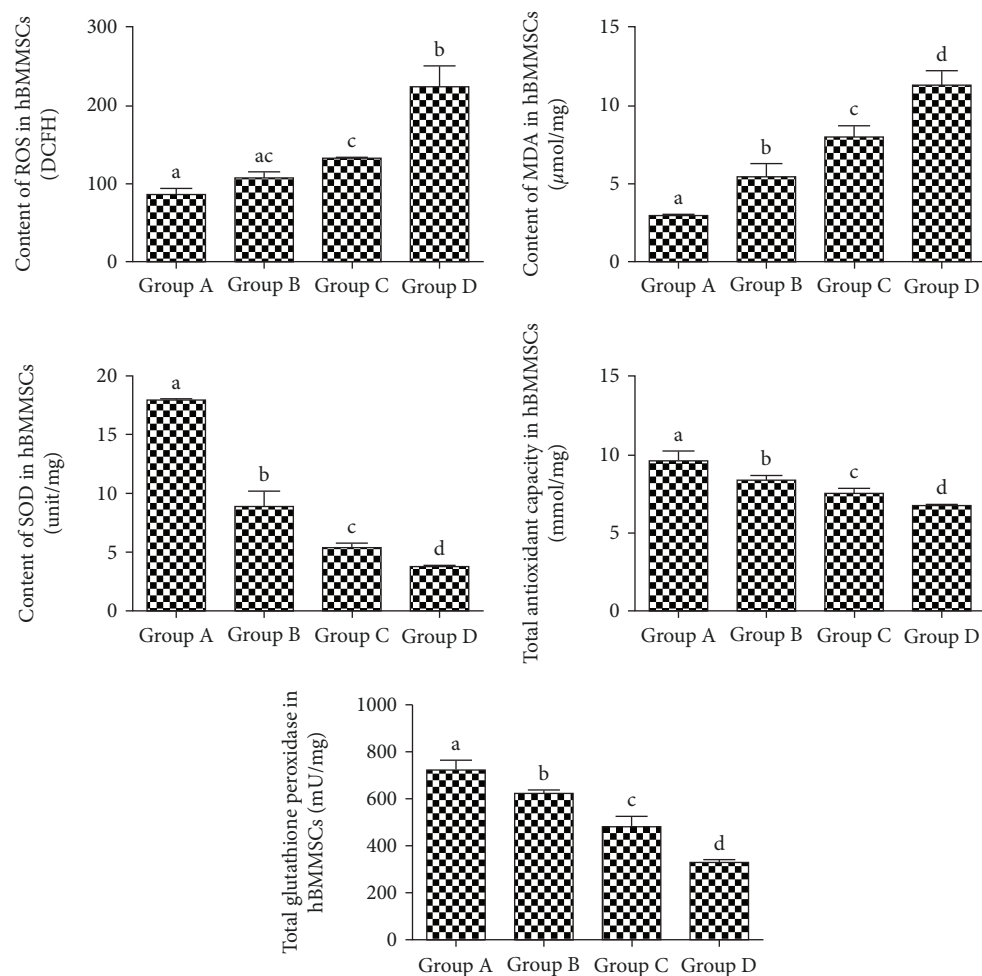 Content of ROS in hBMMSCs
(DCFH)
300
200
100
0
a
ac
c
b
Group A
Group B
Group C
Group D
Content of MDA in hBMMSCs
(μmol/mg)
15
10
5
0
a
b
c
d
Group A
Group B
Group C
Group D
Content of SOD in hBMMSCs
(unit/mg)
20
15
10
5
0
a
b
c
d
Group A
Group B
Group C
Group D
Total antioxidant capacity in hBMMSCs
(mmol/mg)
15
10
5
0
a
b
c
d
Group A
Group B
Group C
Group D
Total glutathione peroxidase in
hBMMSCs (mU/mg)
1000
800
600
400
200
0
a
b
c
d
Group A
Group B
Group C
Group D